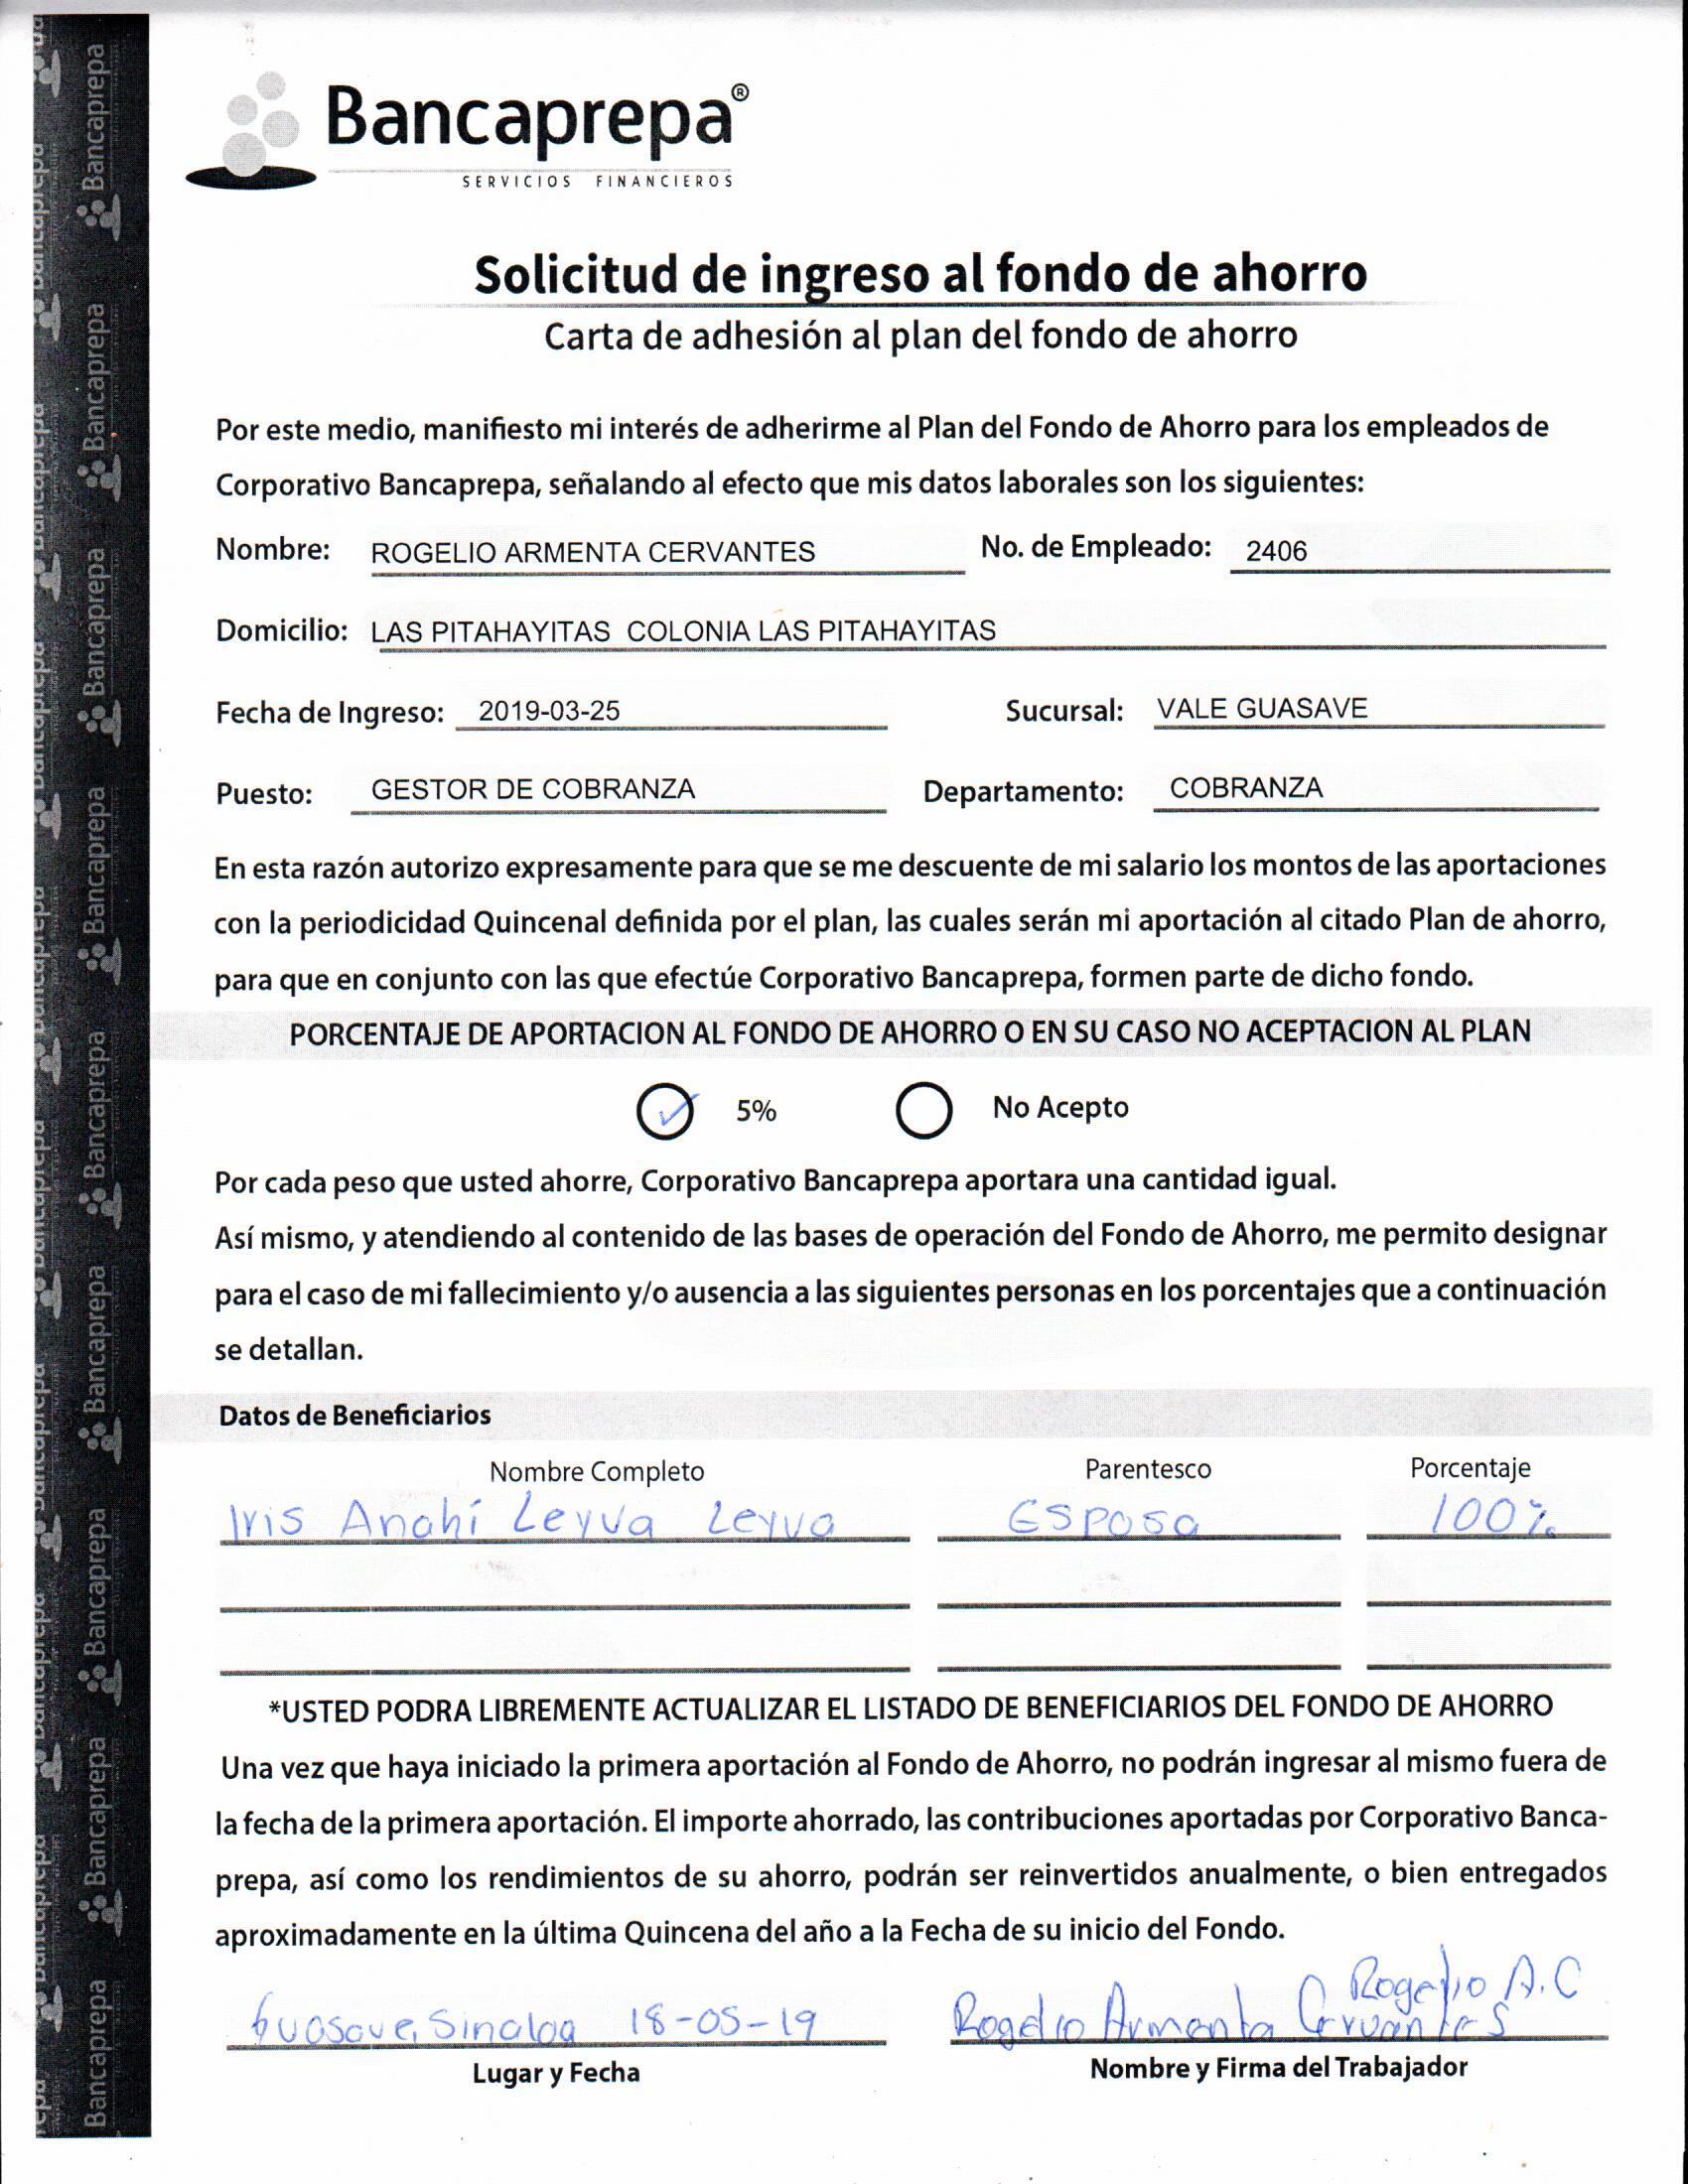 Bancaprepa®
SERVICIOS FINANCIEROS
Solicitud de ingreso al fondo de ahorro
Carta de adhesión al plan del fondo de ahorro
Por este medio, manifiesto mi interés de adherirme al Plan del Fondo de Ahorro para los empleados de
Corporativo Bancaprepa, señalando al efecto que mis datos laborales son los siguientes:
Nombre: ROGELIO ARMENTA CERVANTES No. de Empleado: 2406
Domicilio: LAS PITAHAYITAS COLONIA LAS PITAHAYITAS
Fecha de Ingreso: 2019-03-25 Sucursal: VALE GUASAVE
Puesto: GESTOR DE COBRANZA Departamento: COBRANZA
En esta razón autorizo expresamente para que se me descuente de mi salario los montos de las aportaciones
con la periodicidad Quincenal definida por el plan, las cuales serán mi aportación al citado Plan de ahorro,
para que en conjunto con las que efectúe Corporativo Bancaprepa, formen parte de dicho fondo.
PORCENTAJE DE APORTACION AL FONDO DE AHORRO O EN SU CASO NO ACEPTACION AL PLAN
✓ 5% No Acepto
Por cada peso que usted ahorre, Corporativo Bancaprepa aportara una cantidad igual.
Así mismo, y atendiendo al contenido de las bases de operación del Fondo de Ahorro, me permito designar
para el caso de mi fallecimiento y/o ausencia a las siguientes personas en los porcentajes que a continuación
se detallan.
Datos de Beneficiarios
Nombre Completo Parentesco Porcentaje
Iris Anahí Leyva Leyva Esposa 100%
*USTED PODRA LIBREMENTE ACTUALIZAR EL LISTADO DE BENEFICIARIOS DEL FONDO DE AHORRO
Una vez que haya iniciado la primera aportación al Fondo de Ahorro, no podrán ingresar al mismo fuera de
la fecha de la primera aportación. El importe ahorrado, las contribuciones aportadas por Corporativo Banca-
prepa, así como los rendimientos de su ahorro, podrán ser reinvertidos anualmente, o bien entregados
aproximadamente en la última Quincena del año a la Fecha de su inicio del Fondo.
Rogelio A.C
Guasave, Sinaloa 18-05-19 Rogelio Armenta Cervantes
Lugar y Fecha Nombre y Firma del Trabajador